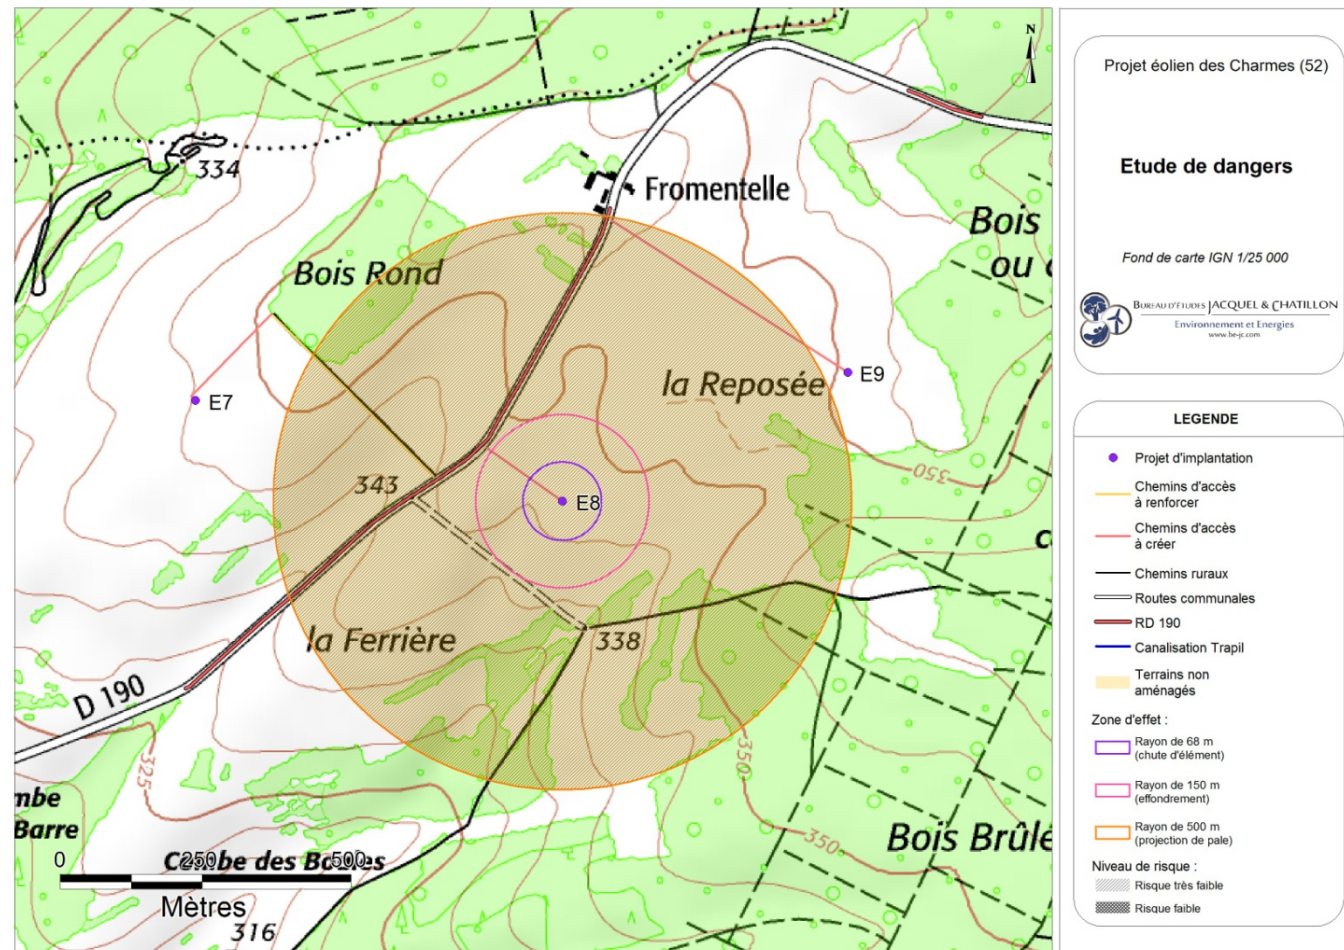 N
334
Fromentelle
Bois
ou
Bois Rond
la Reposée
E9
E7
350
343
E8
la Ferrière
338
D 190
325
350
mbe
Barre
350
Bois Brûlé
0
250
500
Combe des
Mètres
316
Projet éolien des Charmes (52)
Etude de dangers
Fond de carte IGN 1/25 000
BUREAU D'ÉTUDES JACQUEL & CHATILLON
Environnement et Energies
www.be-jc.com
LEGENDE
Projet d'implantation
Chemins d'accès
à renforcer
Chemins d'accès
à créer
Chemins ruraux
Routes communales
RD 190
Canalisation Trapil
Terrains non
aménagés
Zone d'effet :
Rayon de 68 m
(chute d'élément)
Rayon de 150 m
(effondrement)
Rayon de 500 m
(projection de pale)
Niveau de risque :
Risque très faible
Risque faible